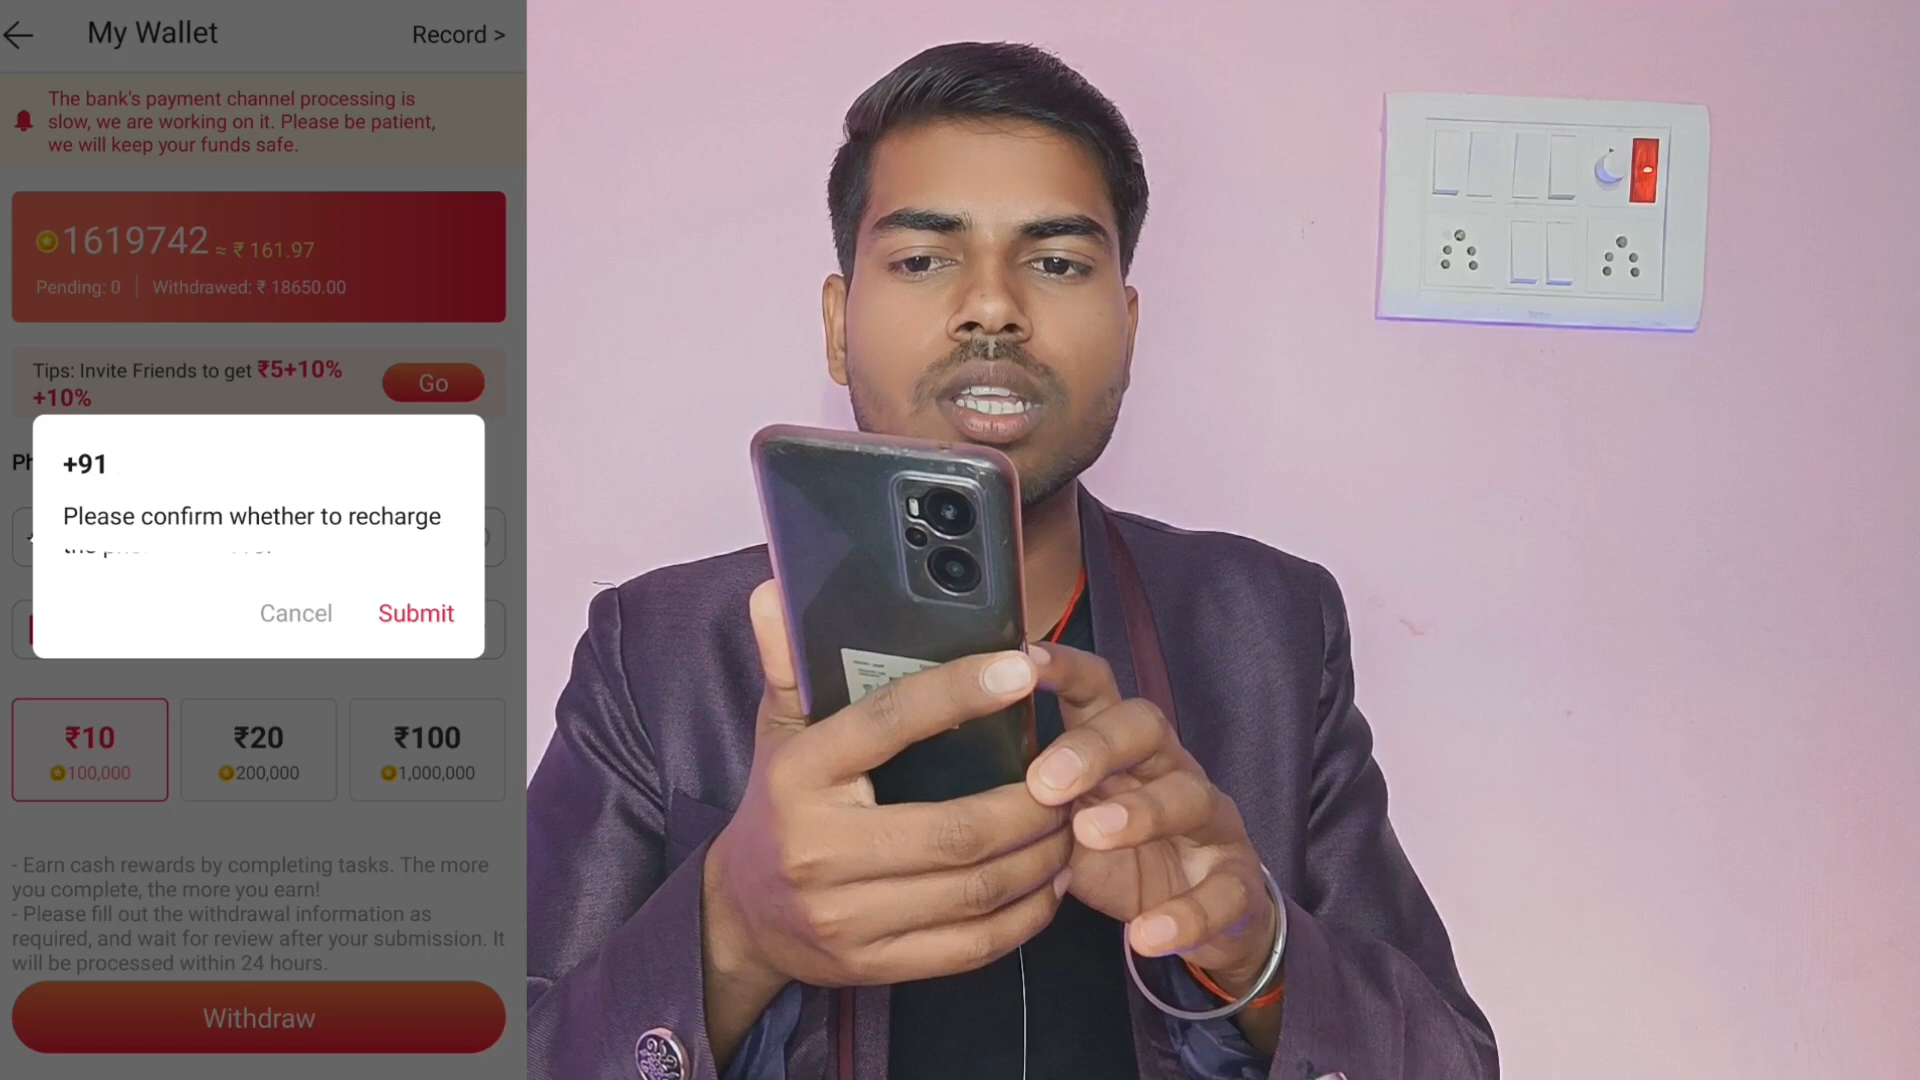 My Wallet
Record >
The bank's payment channel processing is
slow, we are working on it. Please be patient,
we will keep your funds safe.
1619742 ≈ ₹ 161.97
Pending: 0 | Withdrawed: ₹ 18650.00
Tips: Invite Friends to get ₹5+10%
+10%
Go
Ph
+91
Please confirm whether to recharge
Cancel
Submit
₹10
100,000
₹20
200,000
₹100
1,000,000
- Earn cash rewards by completing tasks. The more
you complete, the more you earn!
- Please fill out the withdrawal information as
required, and wait for review after your submission. It
will be processed within 24 hours.
Withdraw